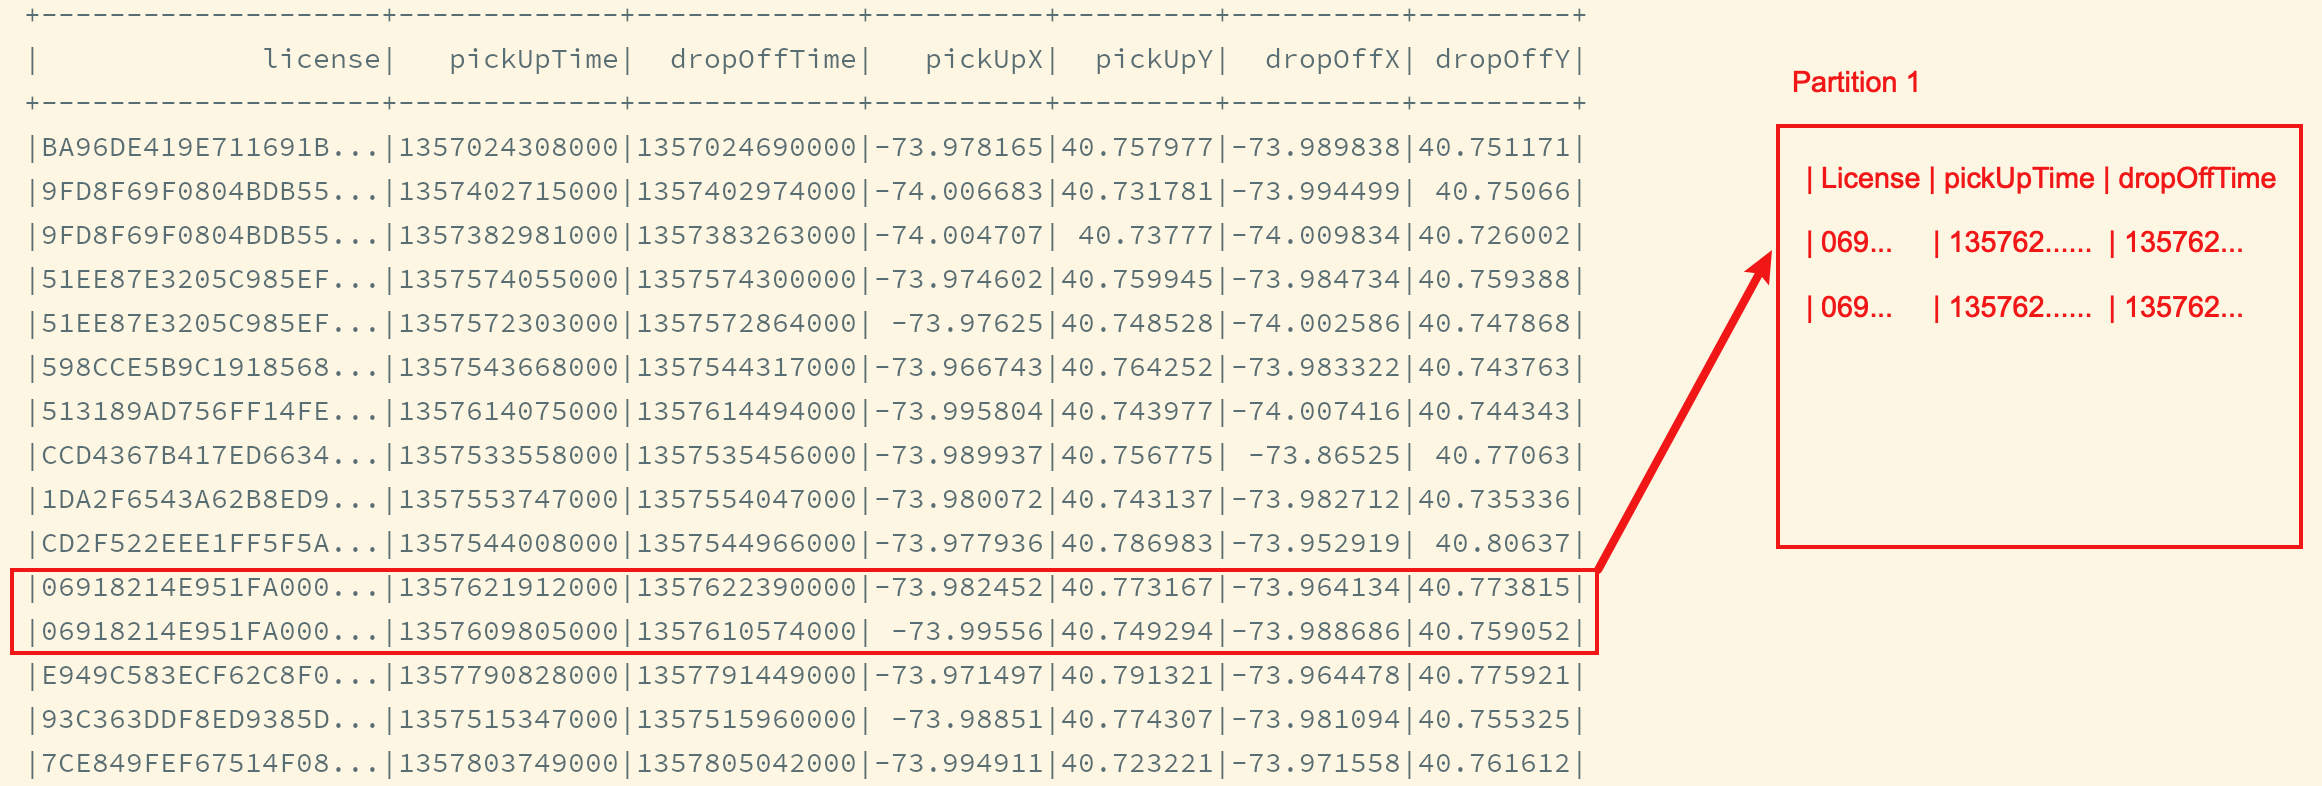 +--------------------+-------------+-------------+----------+---------+----------+---------+
|             license|   pickUpTime|  dropOffTime|   pickUpX|  pickUpY|  dropOffX| dropOffY|
+--------------------+-------------+-------------+----------+---------+----------+---------+
|BA96DE419E711691B...|1357024308000|1357024690000|-73.978165|40.757977|-73.989838|40.751171|
|9FD8F69F0804BDB55...|1357402715000|1357402974000|-74.006683|40.731781|-73.994499| 40.75066|
|9FD8F69F0804BDB55...|1357382981000|1357383263000|-74.004707| 40.73777|-74.009834|40.726002|
|51EE87E3205C985EF...|1357574055000|1357574300000|-73.974602|40.759945|-73.984734|40.759388|
|51EE87E3205C985EF...|1357572303000|1357572864000| -73.97625|40.748528|-74.002586|40.747868|
|598CCE5B9C1918568...|1357543668000|1357544317000|-73.966743|40.764252|-73.983322|40.743763|
|513189AD756FF14FE...|1357614075000|1357614494000|-73.995804|40.743977|-74.007416|40.744343|
|CCD4367B417ED6634...|1357533558000|1357535456000|-73.989937|40.756775| -73.86525| 40.77063|
|1DA2F6543A62B8ED9...|1357553747000|1357554047000|-73.980072|40.743137|-73.982712|40.735336|
|CD2F522EEE1FF5F5A...|1357544008000|1357544966000|-73.977936|40.786983|-73.952919| 40.80637|
|06918214E951FA000...|1357621912000|1357622390000|-73.982452|40.773167|-73.964134|40.773815|
|06918214E951FA000...|1357609805000|1357610574000| -73.99556|40.749294|-73.988686|40.759052|
|E949C583ECF62C8F0...|1357790828000|1357791449000|-73.971497|40.791321|-73.964478|40.775921|
|93C363DDF8ED9385D...|1357515347000|1357515960000| -73.98851|40.774307|-73.981094|40.755325|
|7CE849FEF67514F08...|1357803749000|1357805042000|-73.994911|40.723221|-73.971558|40.761612|
Partition 1
| License | pickUpTime | dropOffTime
| 069... | 135762...... | 135762...
| 069... | 135762...... | 135762...